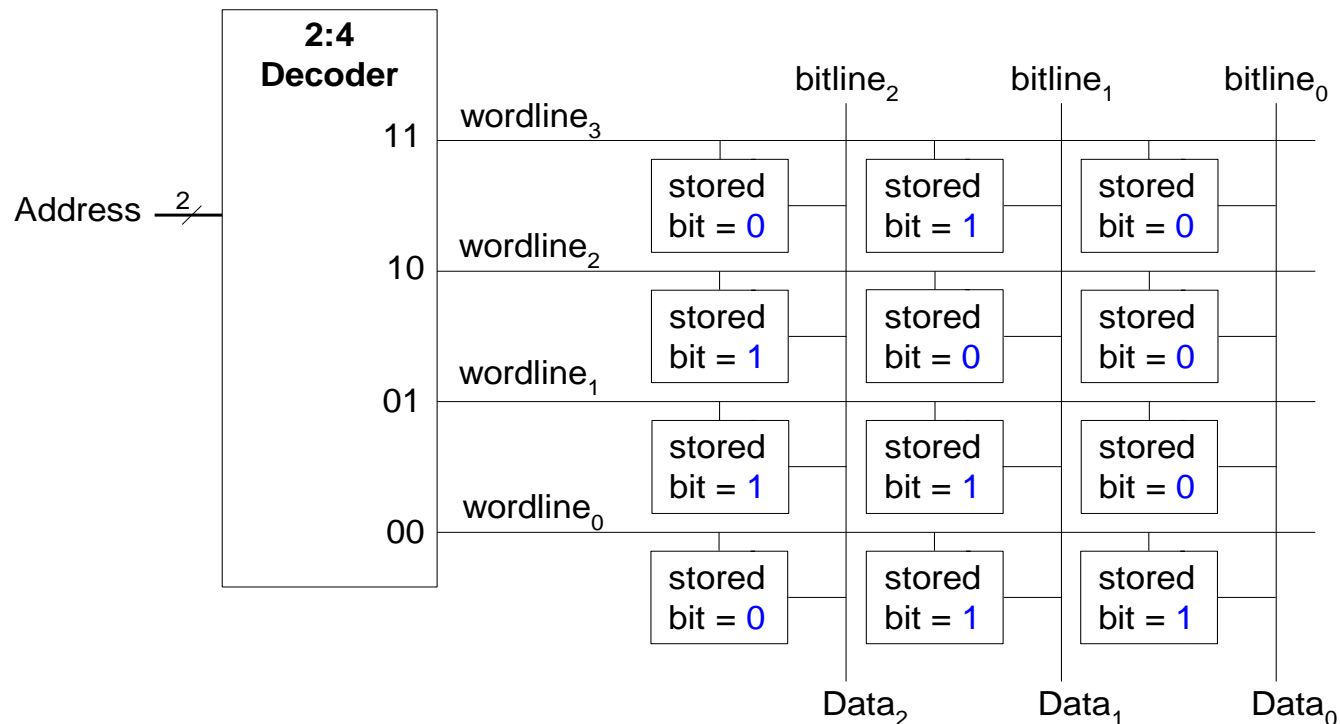 2:4
Decoder
bitline₂ bitline₁ bitline₀
wordline₃
11
stored stored stored
bit = 0 bit = 1 bit = 0
Address 2
wordline₂
10
stored stored stored
bit = 1 bit = 0 bit = 0
wordline₁
01
stored stored stored
bit = 1 bit = 1 bit = 0
wordline₀
00
stored stored stored
bit = 0 bit = 1 bit = 1
Data₂ Data₁ Data₀